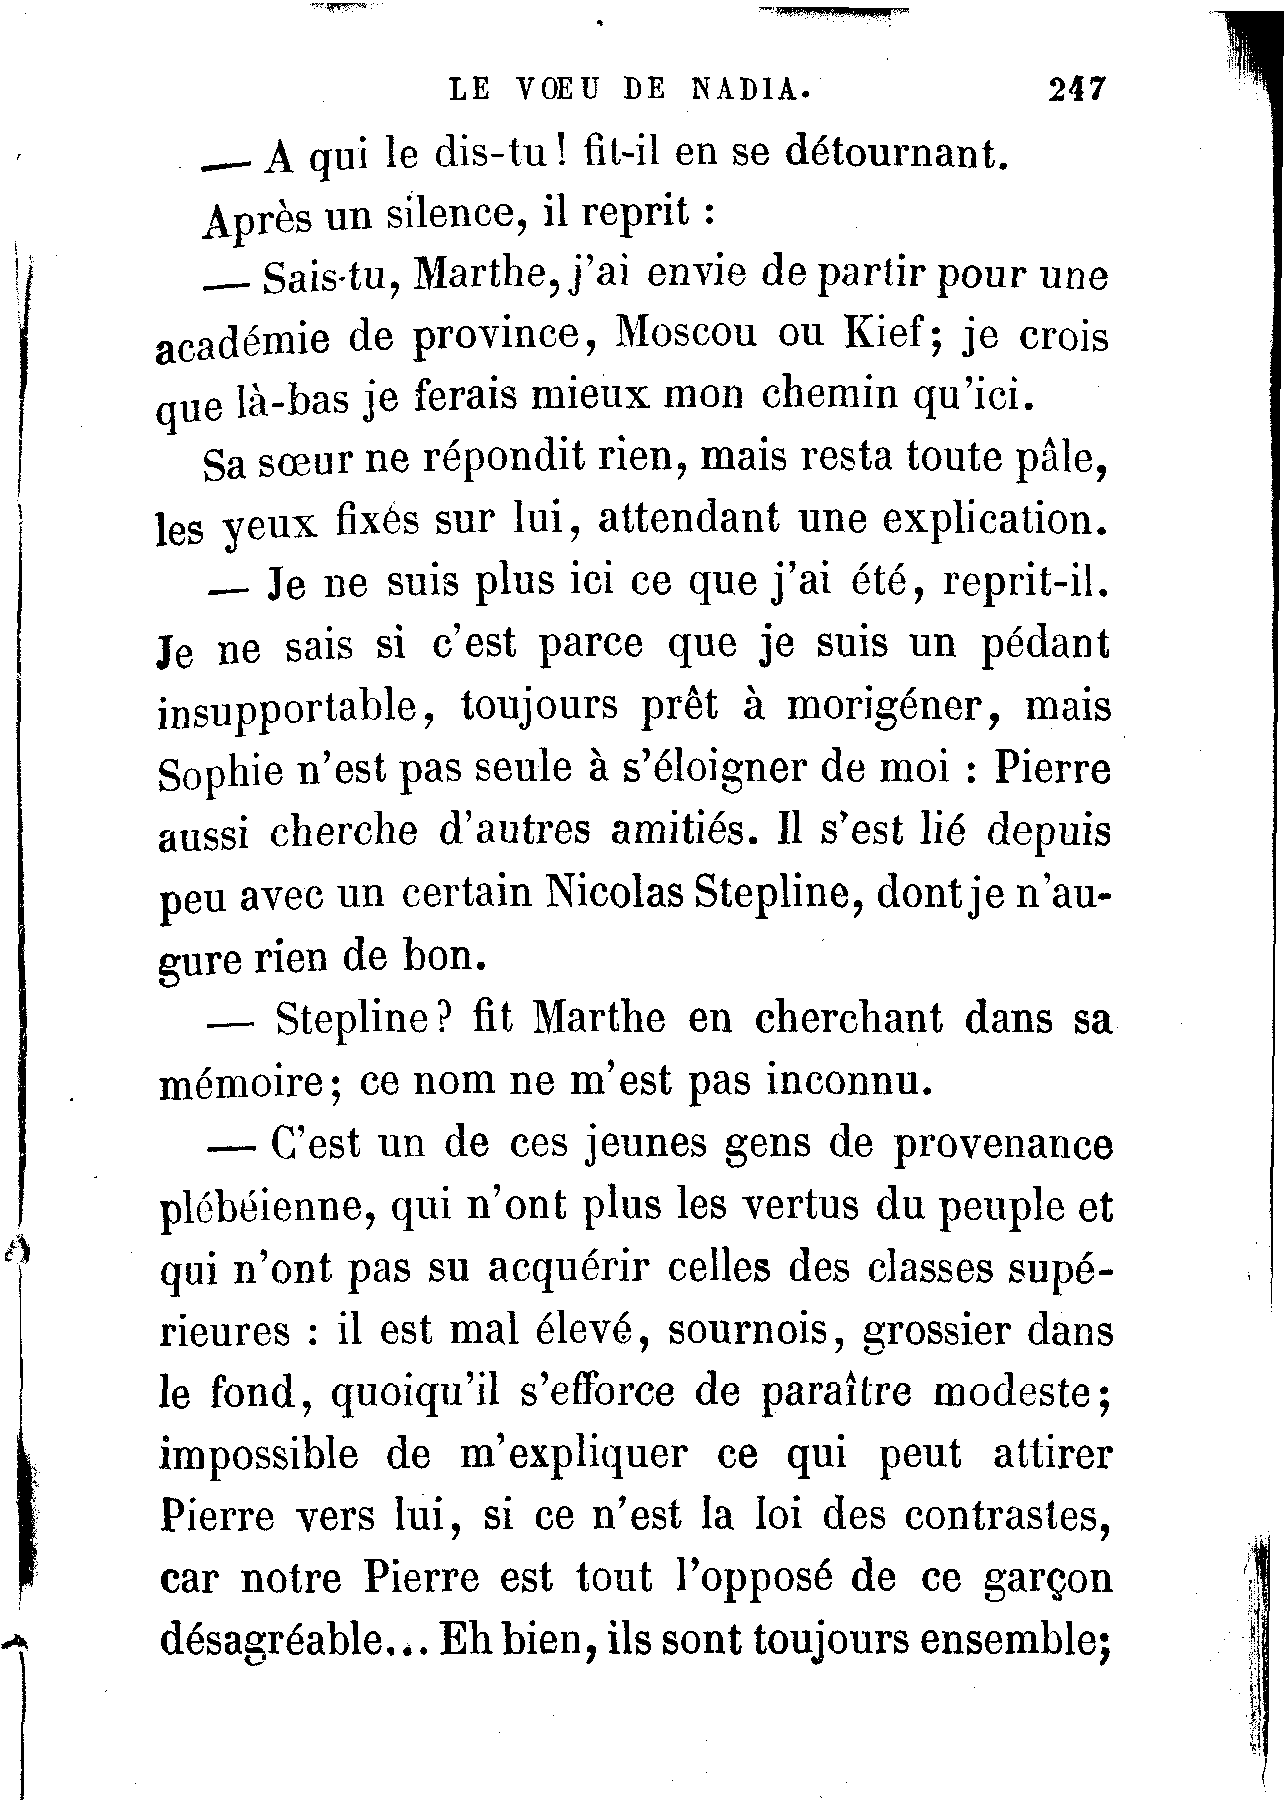 LE VŒU DE NADIA. 247
— A qui le dis-tu! fit-il en se détournant.
Après un silence, il reprit :
— Sais-tu, Marthe, j'ai envie de partir pour une
académie de province, Moscou ou Kief; je crois
que là-bas je ferais mieux mon chemin qu'ici.
Sa sœur ne répondit rien, mais resta toute pâle,
les yeux fixés sur lui, attendant une explication.
— Je ne suis plus ici ce que j'ai été, reprit-il.
Je ne sais si c'est parce que je suis un pédant
insupportable, toujours prêt à morigéner, mais
Sophie n'est pas seule à s'éloigner de moi : Pierre
aussi cherche d'autres amitiés. Il s'est lié depuis
peu avec un certain Nicolas Stepline, dont je n'au-
gure rien de bon.
— Stepline? fit Marthe en cherchant dans sa
mémoire; ce nom ne m'est pas inconnu.
— C'est un de ces jeunes gens de provenance
plébéienne, qui n'ont plus les vertus du peuple et
qui n'ont pas su acquérir celles des classes supé-
rieures : il est mal élevé, sournois, grossier dans
le fond, quoiqu'il s'efforce de paraître modeste;
impossible de m'expliquer ce qui peut attirer
Pierre vers lui, si ce n'est la loi des contrastes,
car notre Pierre est tout l'opposé de ce garçon
désagréable... Eh bien, ils sont toujours ensemble;